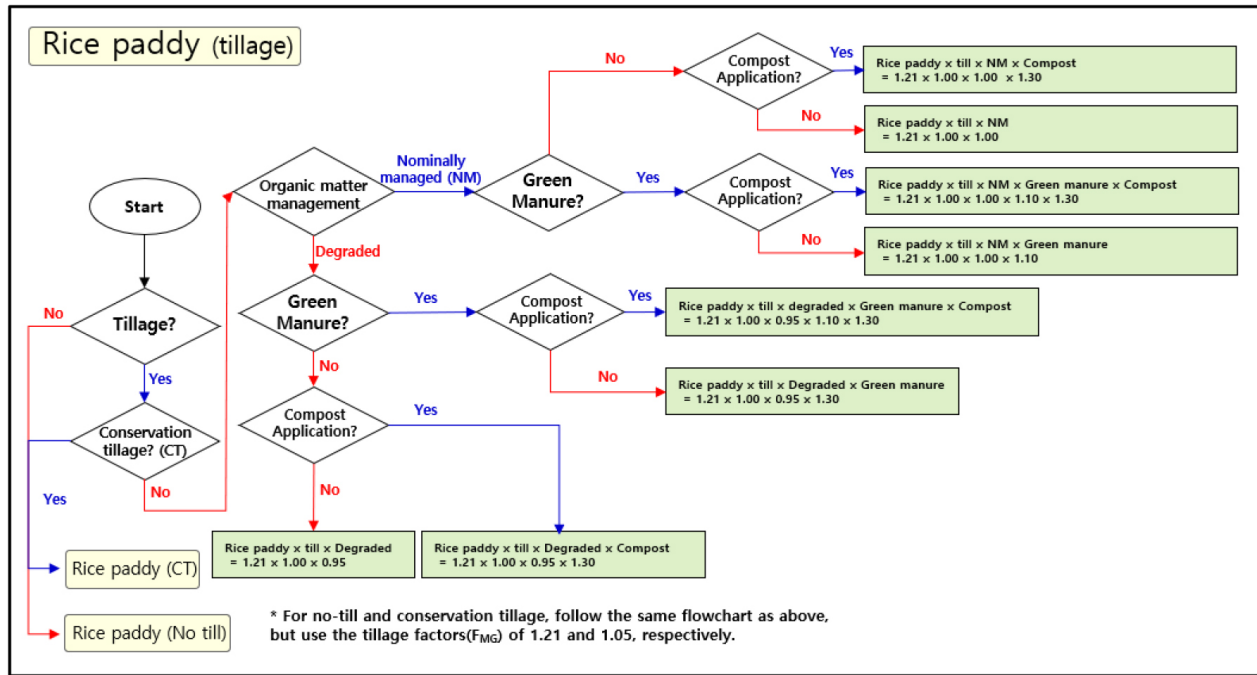 Rice paddy (tillage)
Start
Tillage?
No
Yes
Conservation
tillage? (CT)
Yes
No
Rice paddy (CT)
Rice paddy (No till)
Organic matter
management
Nominally
managed (NM)
Degraded
Green
Manure?
No
Yes
Compost
Application?
Yes
Rice paddy x till x NM x Compost
= 1.21 x 1.00 x 1.00 x 1.30
No
Rice paddy x till x NM
= 1.21 x 1.00 x 1.00
Compost
Application?
Yes
Rice paddy x till x NM x Green manure x Compost
= 1.21 x 1.00 x 1.00 x 1.10 x 1.30
No
Rice paddy x till x NM x Green manure
= 1.21 x 1.00 x 1.00 x 1.10
Green
Manure?
Yes
No
Compost
Application?
Yes
Rice paddy x till x degraded x Green manure x Compost
= 1.21 x 1.00 x 0.95 x 1.10 x 1.30
No
Rice paddy x till x Degraded x Green manure
= 1.21 x 1.00 x 0.95 x 1.30
Compost
Application?
Yes
No
Rice paddy x till x Degraded
= 1.21 x 1.00 x 0.95
Rice paddy x till x Degraded x Compost
= 1.21 x 1.00 x 0.95 x 1.30
* For no-till and conservation tillage, follow the same flowchart as above,
but use the tillage factors(FMG) of 1.21 and 1.05, respectively.